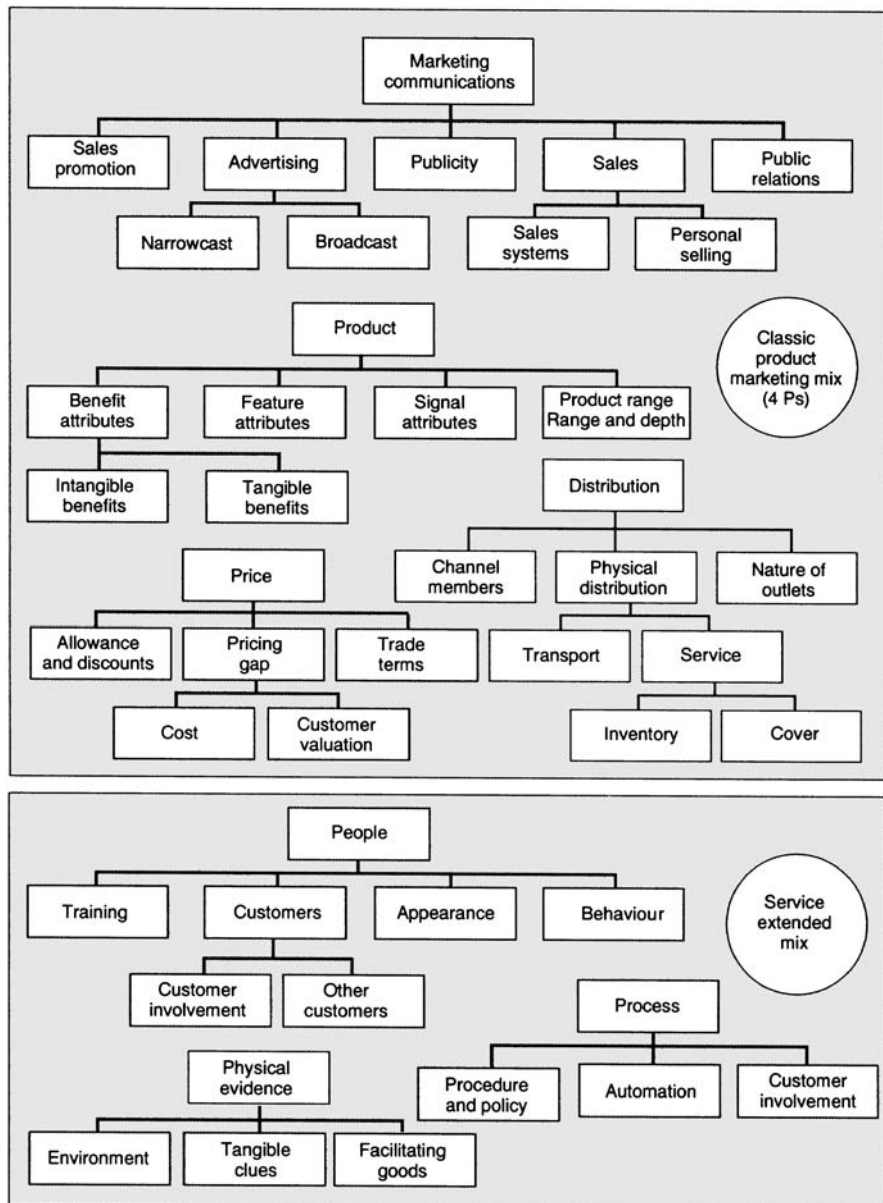 Marketing
communications
Sales
promotion
Advertising
Publicity
Sales
Public
relations
Narrowcast
Broadcast
Sales
systems
Personal
selling
Product
Classic
product
marketing mix
(4 Ps)
Benefit
attributes
Feature
attributes
Signal
attributes
Product range
Range and depth
Intangible
benefits
Tangible
benefits
Distribution
Channel
members
Physical
distribution
Nature of
outlets
Price
Allowance
and discounts
Pricing
gap
Trade
terms
Transport
Service
Cost
Customer
valuation
Inventory
Cover
People
Training
Customers
Appearance
Behaviour
Service
extended
mix
Customer
involvement
Other
customers
Process
Procedure
and policy
Automation
Customer
involvement
Physical
evidence
Environment
Tangible
clues
Facilitating
goods